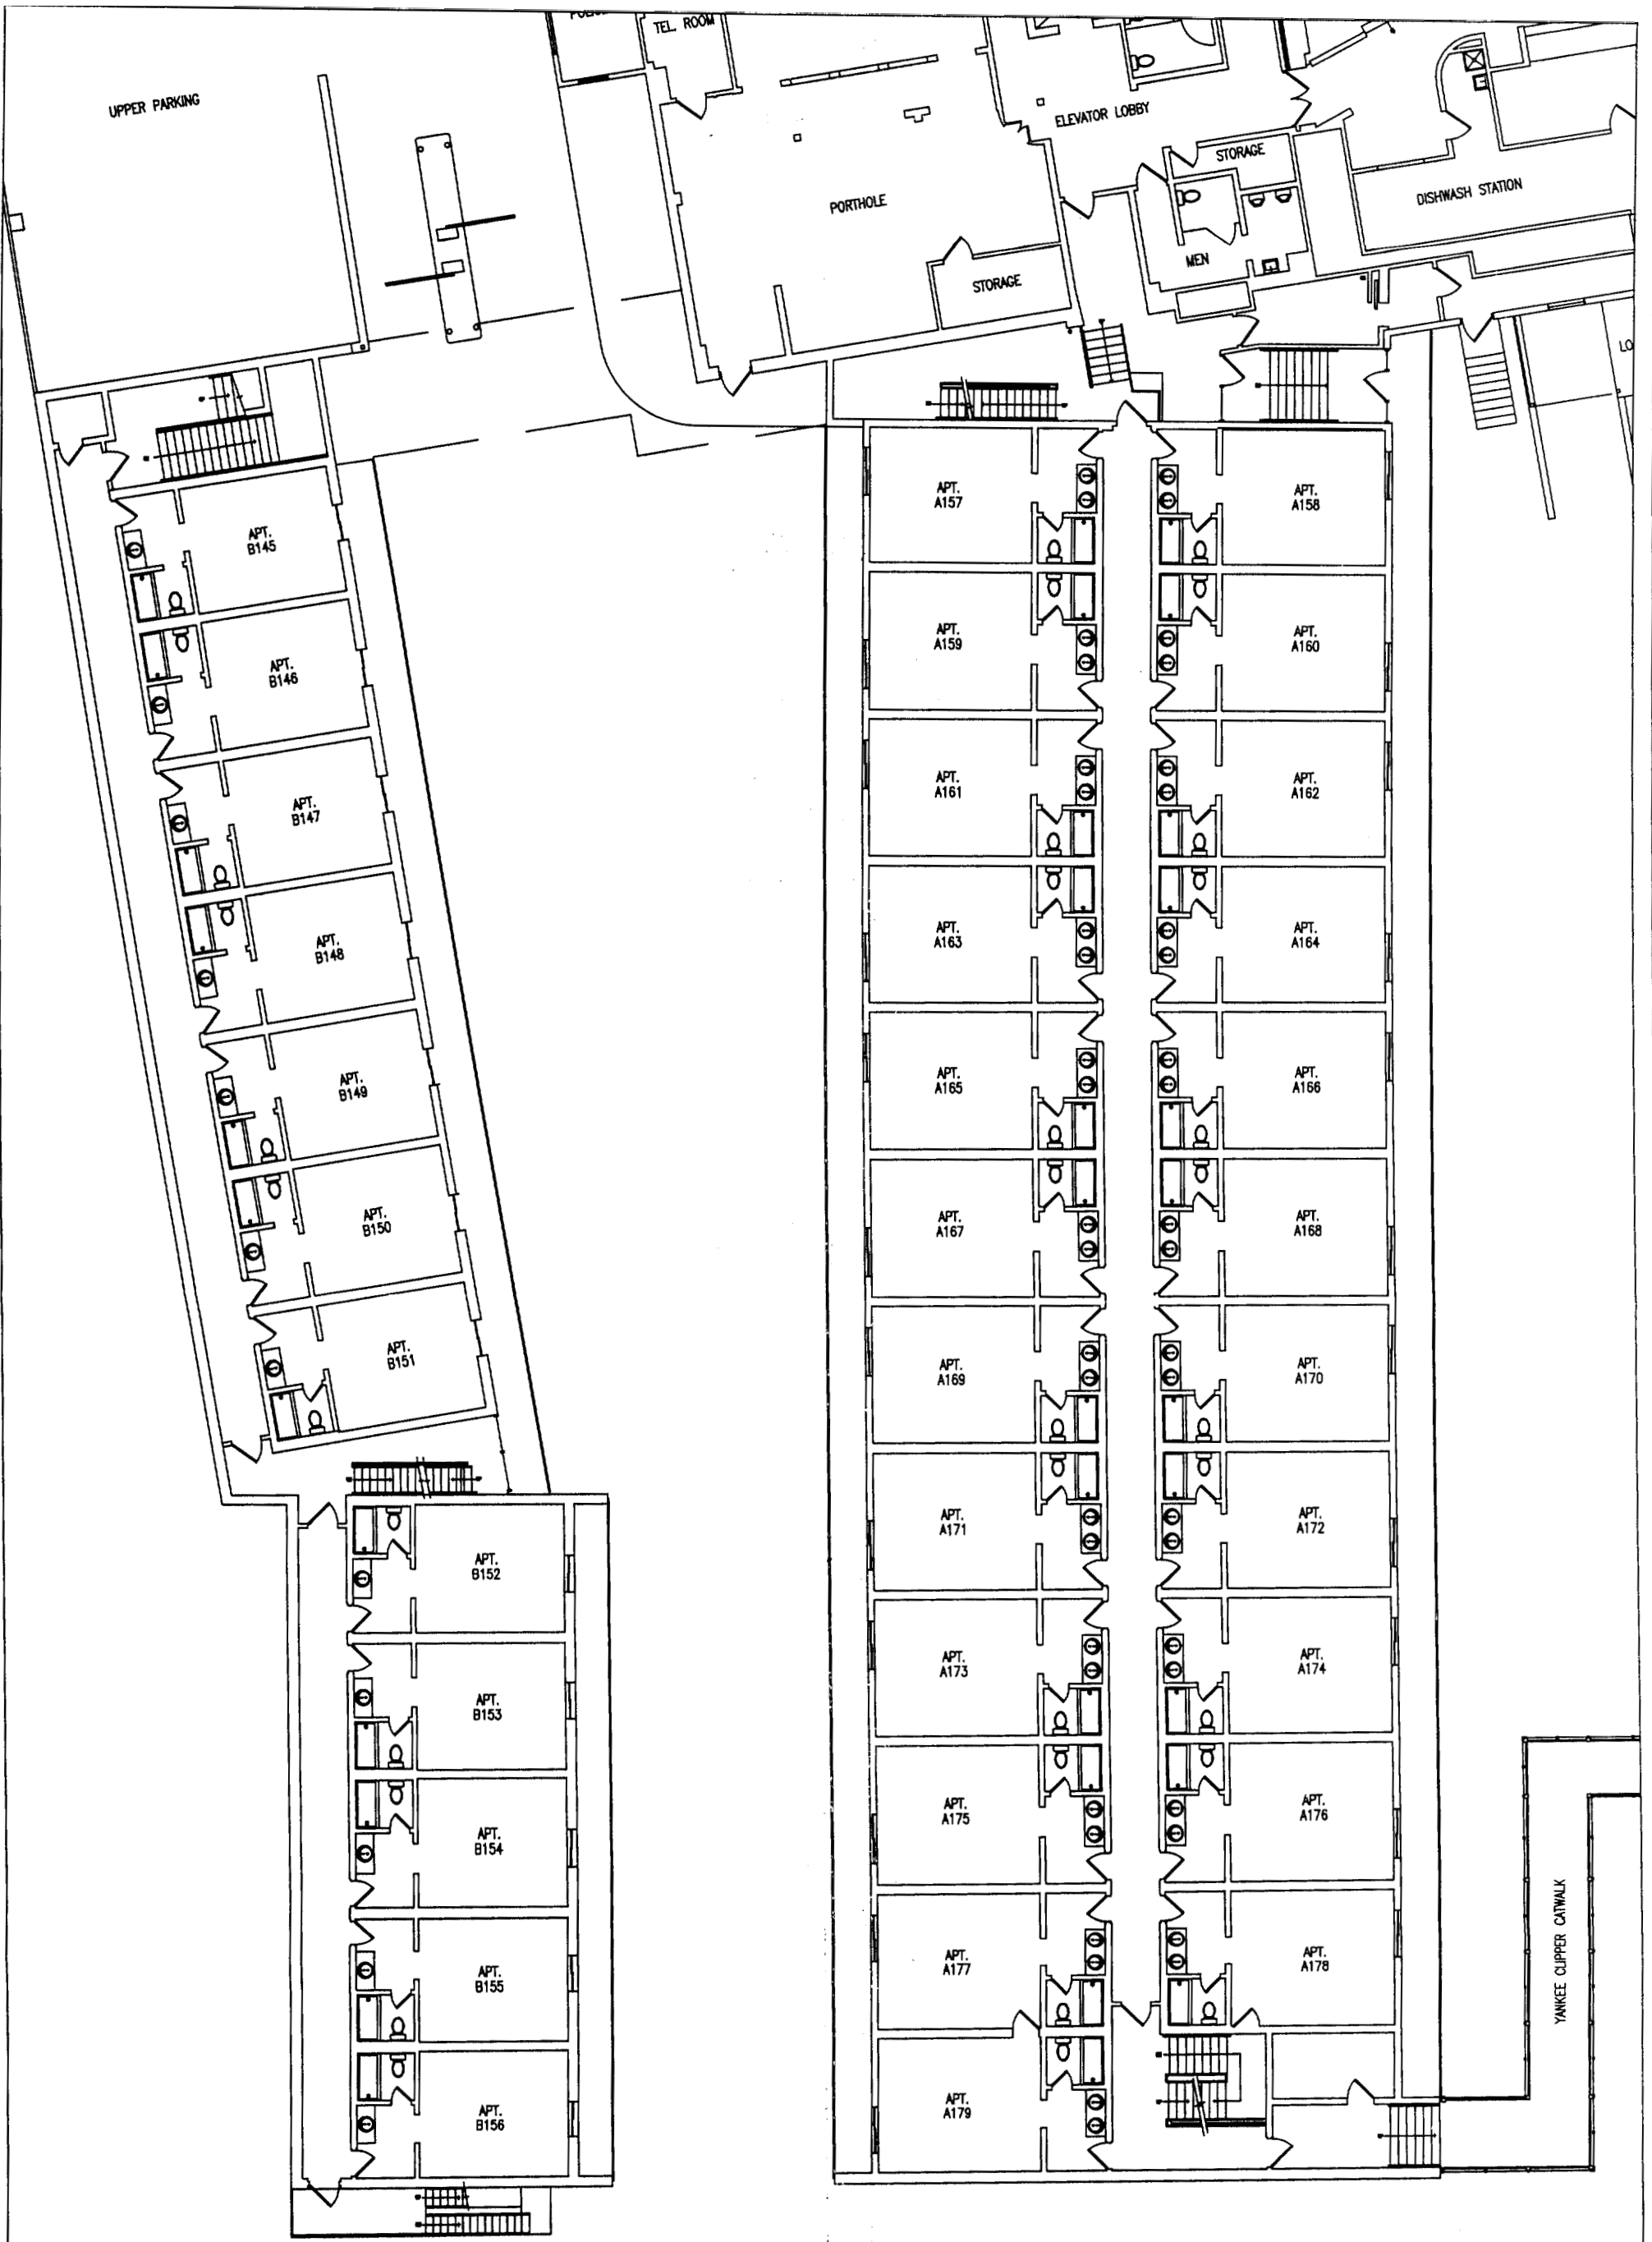 TEL. ROOM
UPPER PARKING
ELEVATOR LOBBY
STORAGE
DISHWASH STATION
PORTHOLE
MEN
STORAGE
APT.
A157
APT.
A158
APT.
B145
APT.
A159
APT.
A160
APT.
B146
APT.
A161
APT.
A162
APT.
B147
APT.
A163
APT.
A164
APT.
B148
APT.
A165
APT.
A166
APT.
B149
APT.
A167
APT.
A168
APT.
B150
APT.
A169
APT.
A170
APT.
B151
APT.
A171
APT.
A172
APT.
B152
APT.
A173
APT.
A174
APT.
B153
APT.
A175
APT.
A176
APT.
B154
YANKEE CLIPPER CATWALK
APT.
A177
APT.
A178
APT.
B155
APT.
A179
APT.
B156